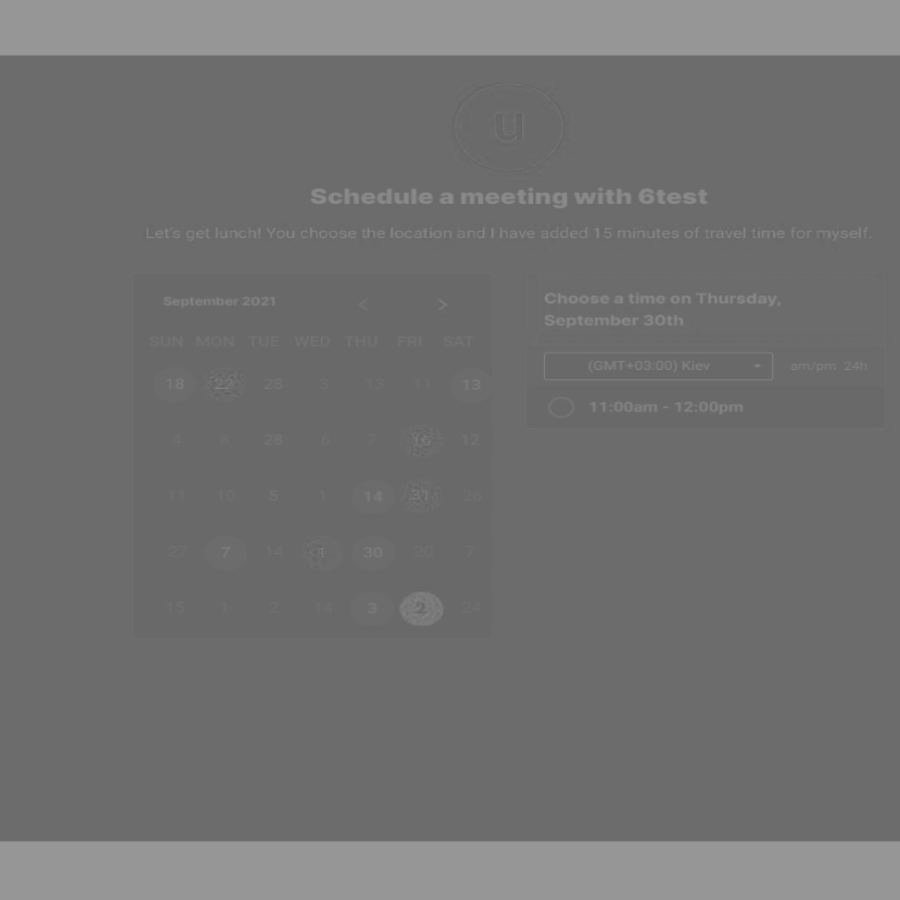 u
Schedule a meeting with 6test
Let's get lunch! You choose the location and I have added 15 minutes of travel time for myself.
September 2021 < >
SUN MON TUE WED THU FRI SAT
18 22 28 3 13 11 13
4 8 28 6 7 16 12
11 10 5 1 14 31 26
27 7 14 1 30 20 7
15 1 2 14 3 2 24
Choose a time on Thursday,
September 30th
(GMT+03:00) Kiev
am/pm 24h
11:00am - 12:00pm